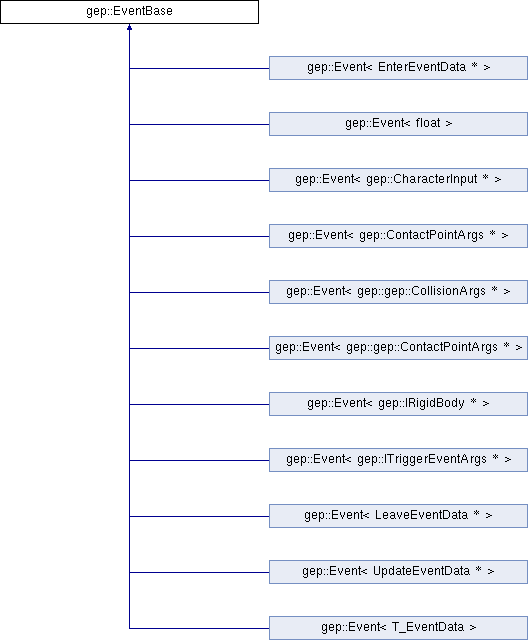 gep::EventBase
gep::Event< EnterEventData * >
gep::Event< float >
gep::Event< gep::CharacterInput * >
gep::Event< gep::ContactPointArgs * >
gep::Event< gep::gep::CollisionArgs * >
gep::Event< gep::gep::ContactPointArgs * >
gep::Event< gep::IRigidBody * >
gep::Event< gep::ITriggerEventArgs * >
gep::Event< LeaveEventData * >
gep::Event< UpdateEventData * >
gep::Event< T_EventData >